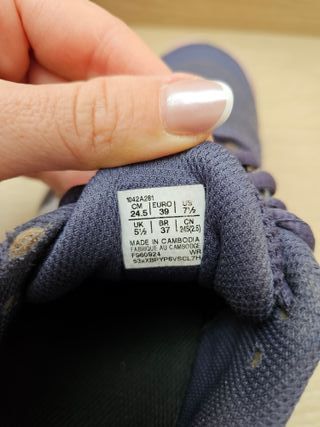 1042A281
CM EURO US
24.5 39 7½
UK BR CN
5½ 37 245(2.5)
MADE IN CAMBODIA
FABRIQUE AU CAMBODGE
F960924 WR